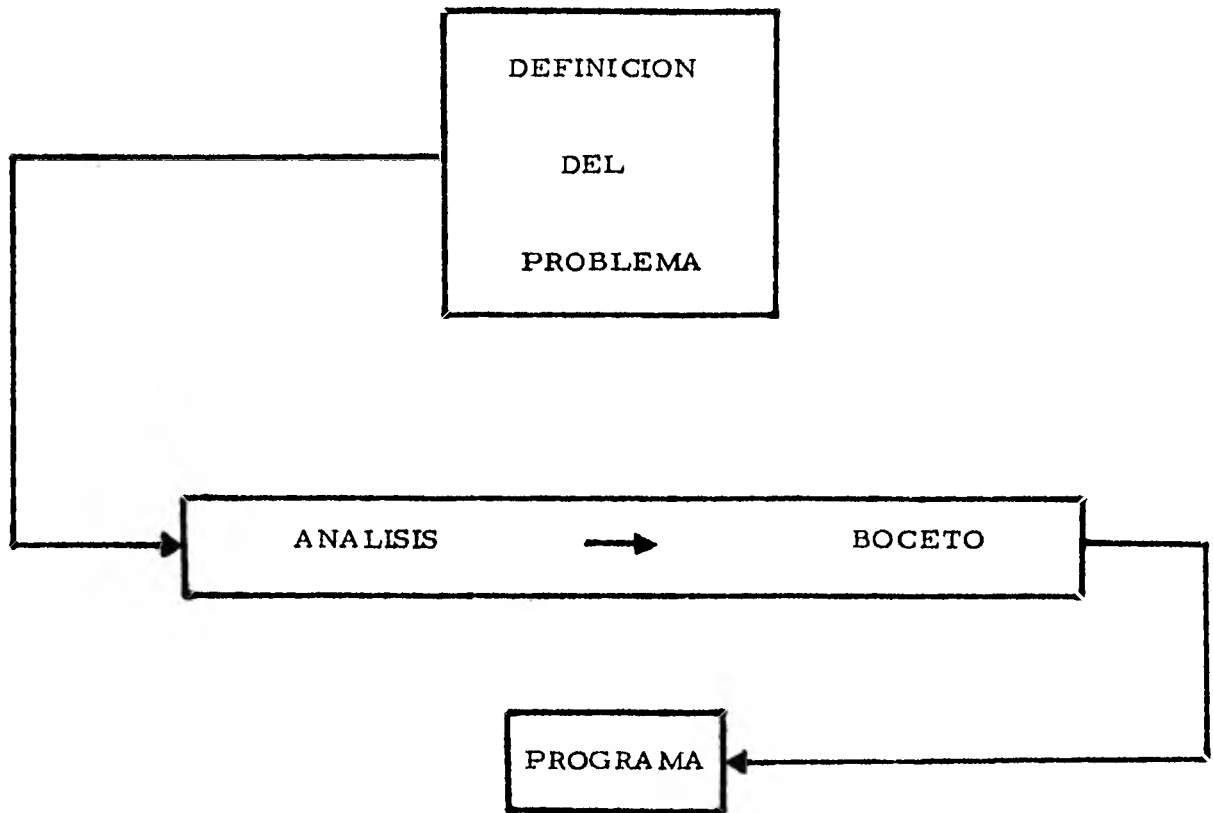 DEFINICION
DEL
PROBLEMA
ANALISIS
BOCETO
PROGRAMA